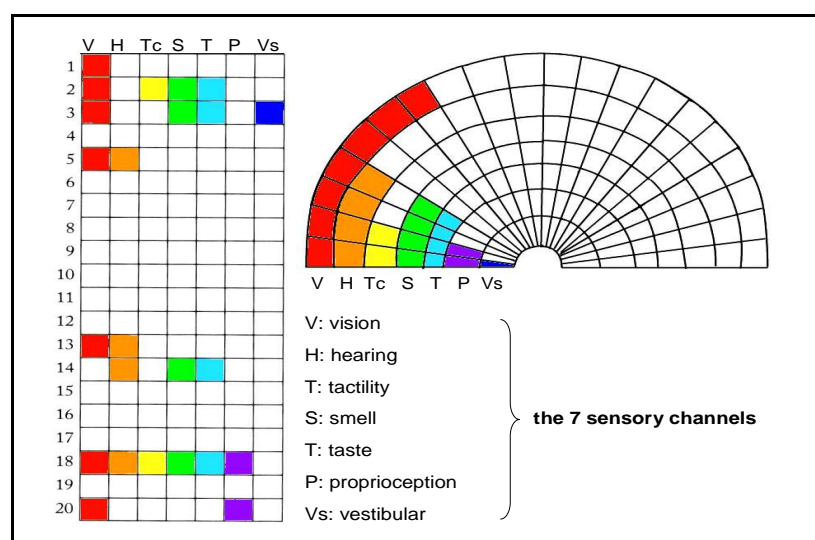 V H Tc S T P Vs
1
2
3
4
5
6
7
8
9
10
11
12
13
14
15
16
17
18
19
20
V H Tc S T P Vs
V: vision
H: hearing
T: tactility
S: smell
T: taste
P: proprioception
Vs: vestibular
the 7 sensory channels